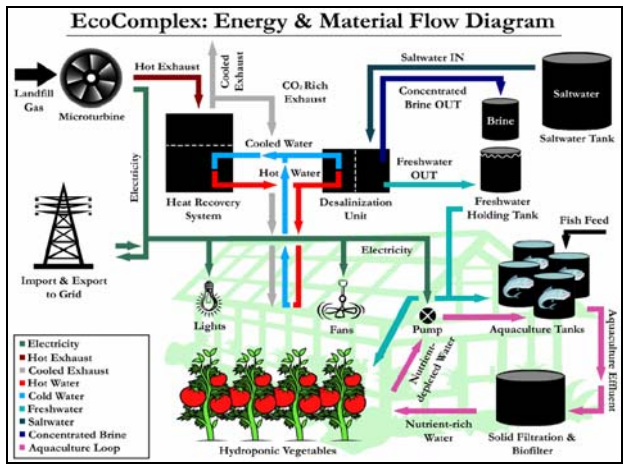 EcoComplex: Energy & Material Flow Diagram
Landfill
Gas
Microturbine
Hot Exhaust
Cooled
Exhaust
CO2 Rich
Exhaust
Saltwater IN
Concentrated
Brine OUT
Saltwater
Saltwater Tank
Brine
Cooled Water
Hot Water
Freshwater
OUT
Heat Recovery
System
Desalinization
Unit
Freshwater
Holding Tank
Electricity
Fish Feed
Import & Export
to Grid
Electricity
Lights
Fans
Pump
Aquaculture Tanks
Aquaculture Effluent
Nutrient-
depleted Water
Nutrient-rich
Water
Solid Filtration &
Biofilter
Hydroponic Vegetables
Electricity
Hot Exhaust
Cooled Exhaust
Hot Water
Cold Water
Freshwater
Saltwater
Concentrated Brine
Aquaculture Loop